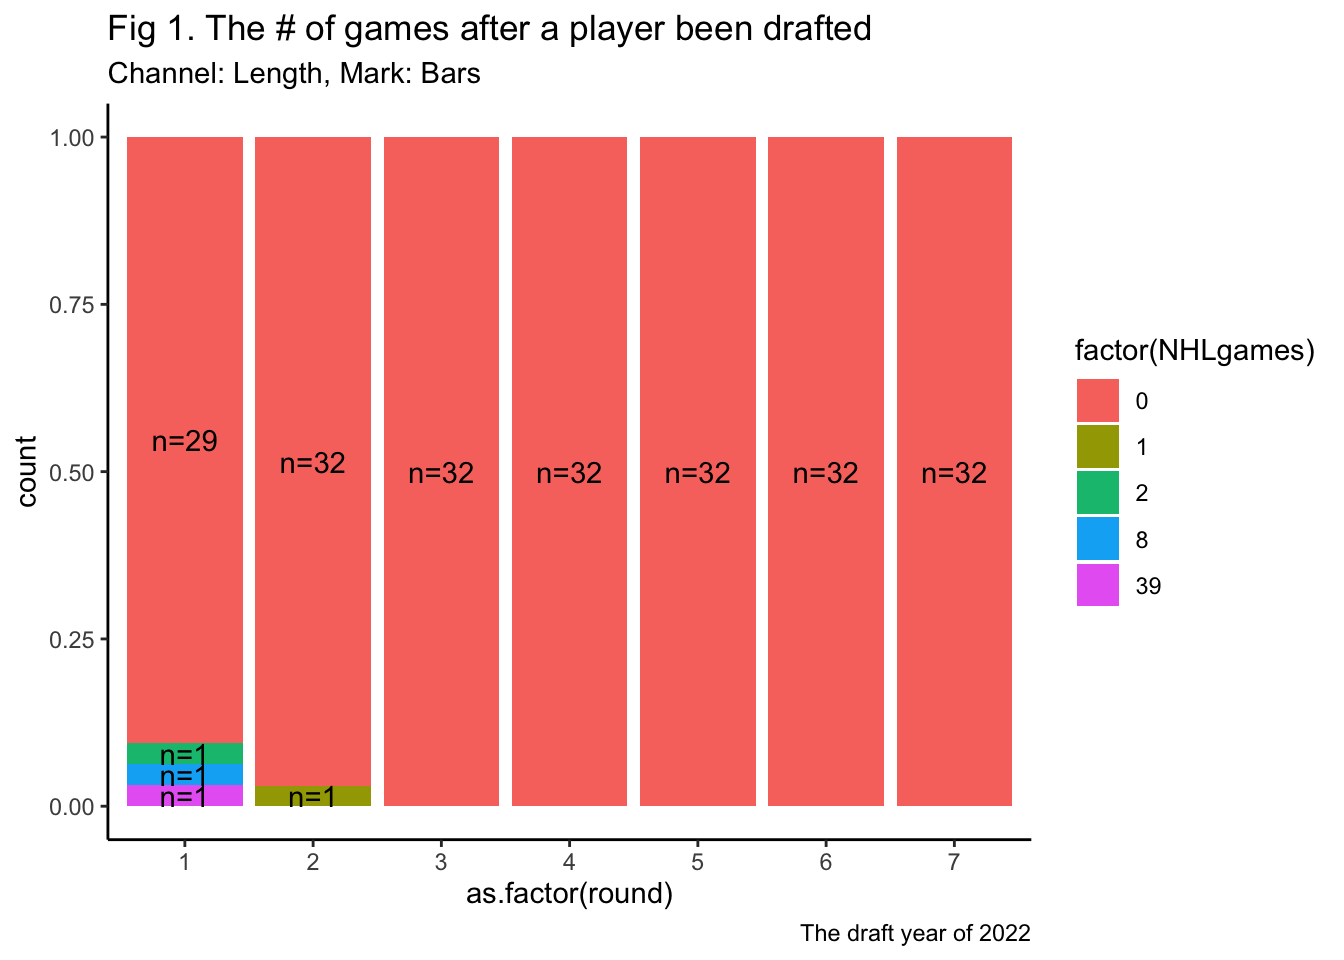 Fig 1. The # of games after a player been drafted
Channel: Length, Mark: Bars
count
1.00
0.75
0.50
0.25
0.00
n=29
n=32
n=32
n=32
n=32
n=32
n=32
n=1
n=1
n=1
n=1
1
2
3
4
5
6
7
as.factor(round)
factor(NHLgames)
0
1
2
8
39
The draft year of 2022